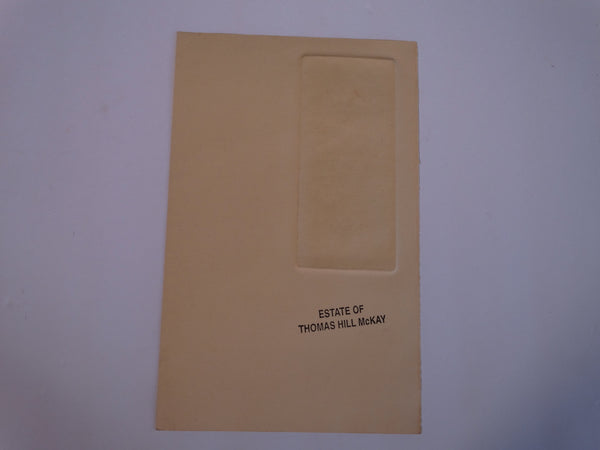 ESTATE OF
THOMAS HILL McKAY